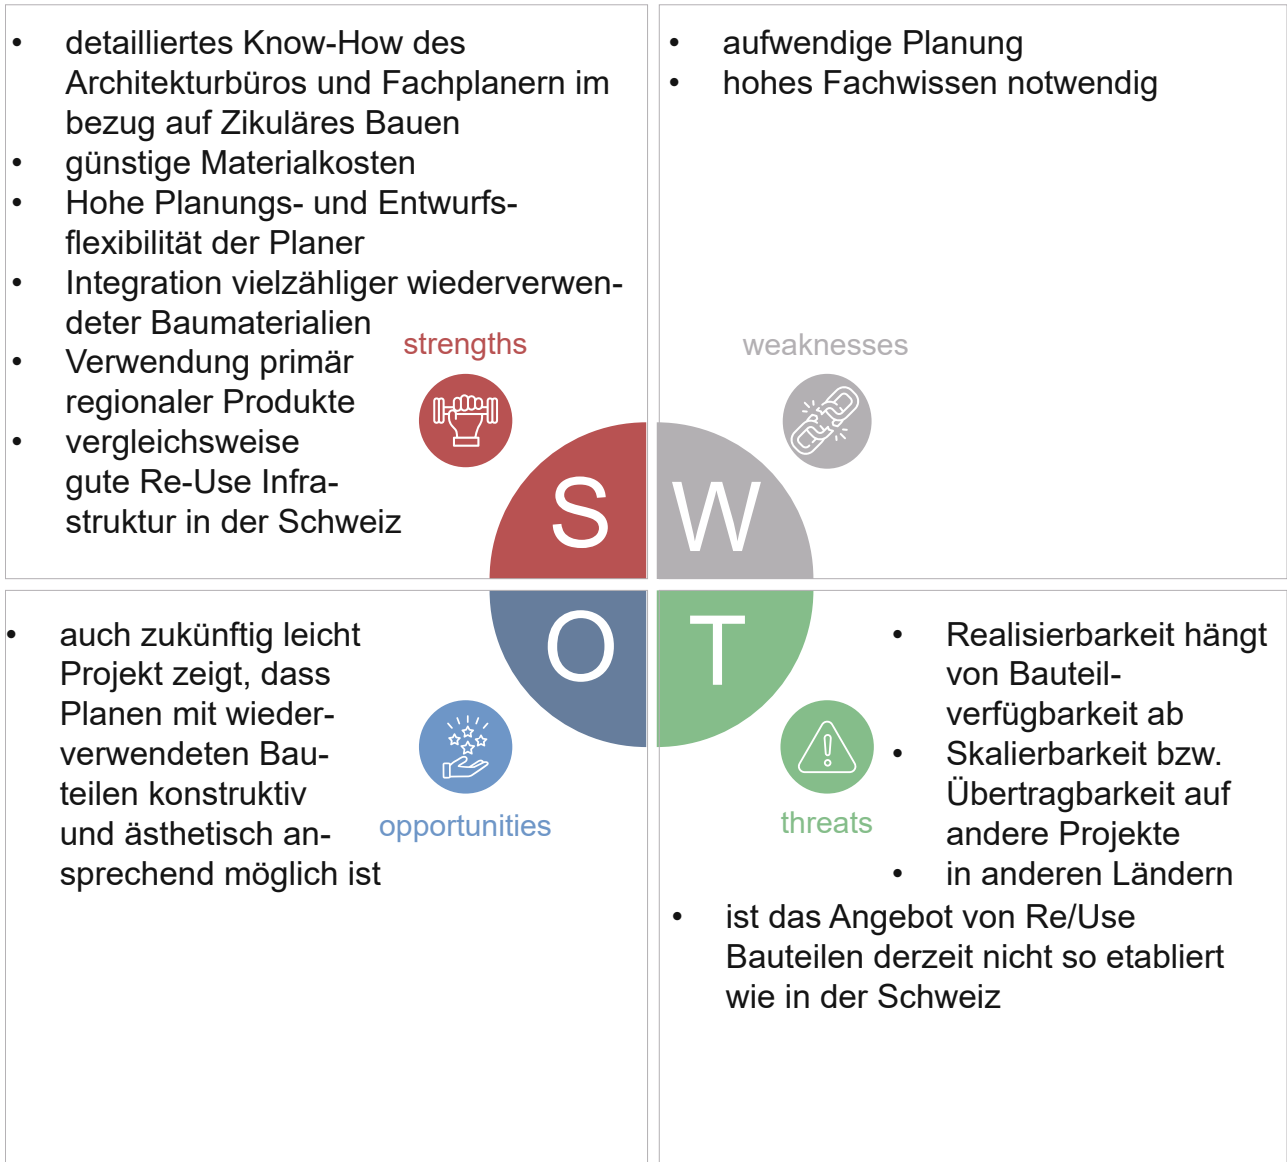 • detailliertes Know-How des
Architekturbüros und Fachplanern im
bezug auf Zikuläres Bauen
• günstige Materialkosten
• Hohe Planungs- und Entwurfs-
flexibilität der Planer
• Integration vielzähliger wiederverwen-
deter Baumaterialien
• Verwendung primär
regionaler Produkte
• vergleichsweise
gute Re-Use Infra-
struktur in der Schweiz
strengths
S
• aufwendige Planung
• hohes Fachwissen notwendig
weaknesses
W
• auch zukünftig leicht
Projekt zeigt, dass
Planen mit wieder-
verwendeten Bau-
teilen konstruktiv
und ästhetisch an-
sprechend möglich ist
opportunities
O
T
threats
• Realisierbarkeit hängt
von Bauteil-
verfügbarkeit ab
• Skalierbarkeit bzw.
Übertragbarkeit auf
andere Projekte
• in anderen Ländern
• ist das Angebot von Re/Use
Bauteilen derzeit nicht so etabliert
wie in der Schweiz